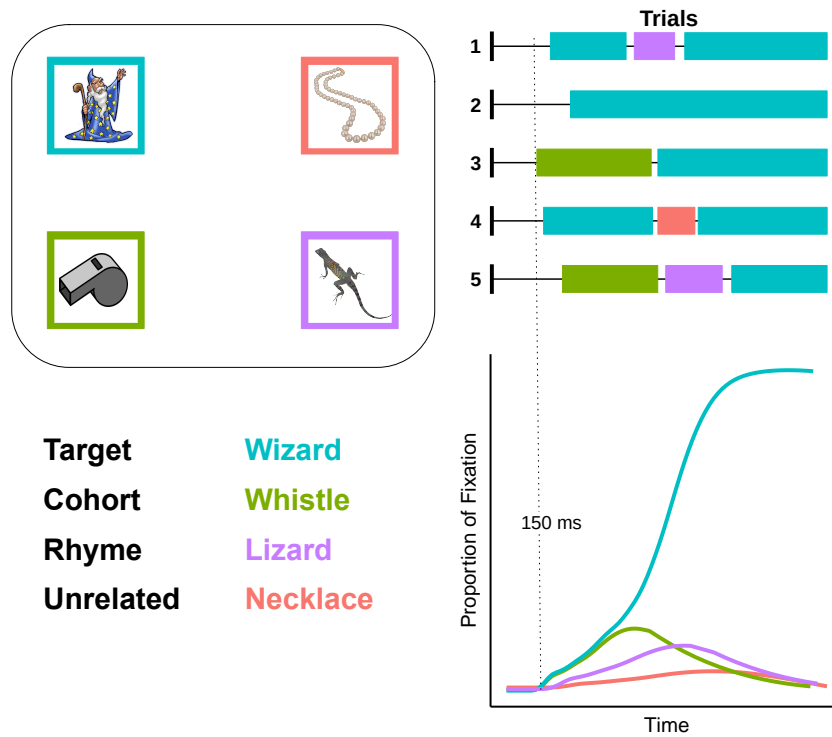 Trials
1
2
3
4
5
Target Wizard
Cohort Whistle
Rhyme Lizard
Unrelated Necklace
Proportion of Fixation
150 ms
Time